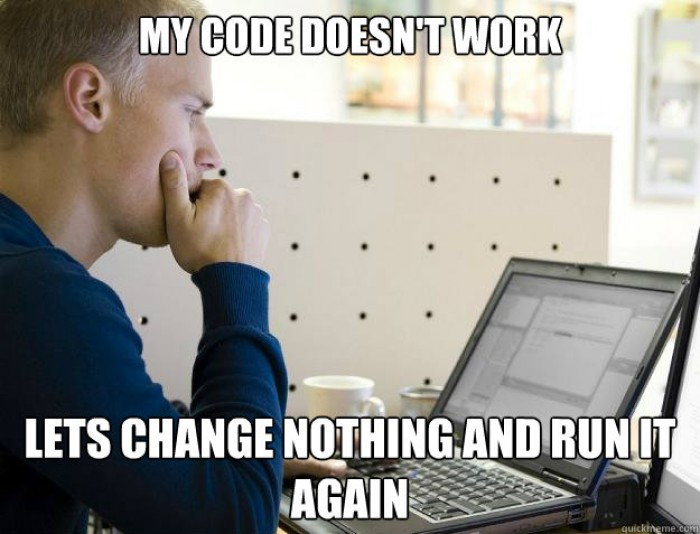 MY CODE DOESN'T WORK
LETS CHANGE NOTHING AND RUN IT
AGAIN
quickmeme.com